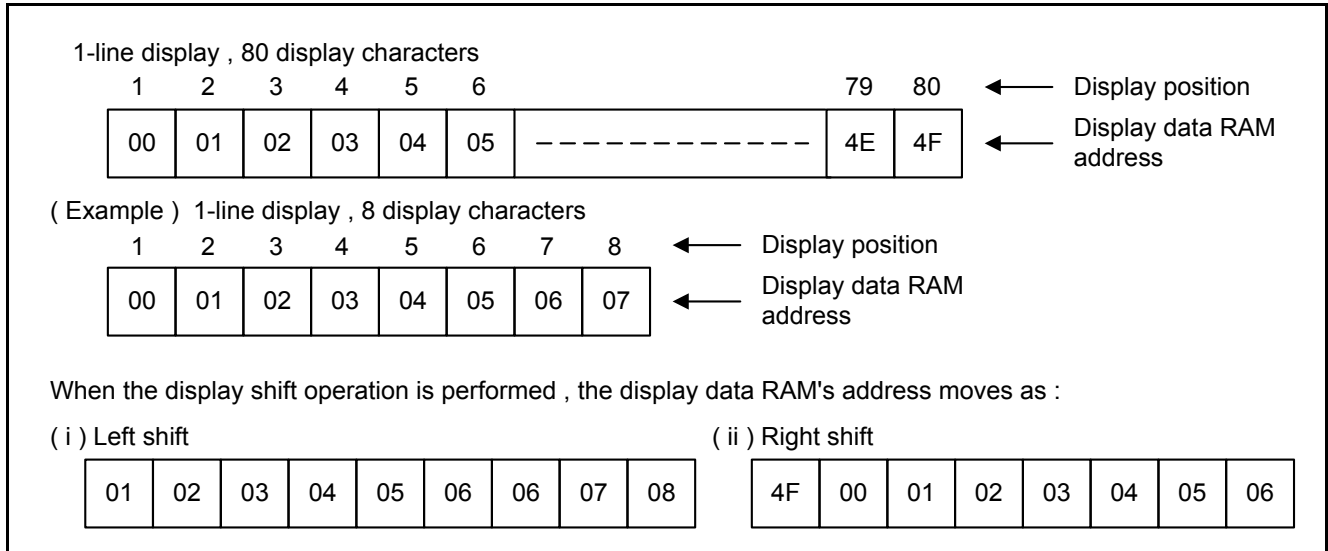 1-line display , 80 display characters
1 2 3 4 5 6 79 80 Display position
00 01 02 03 04 05 4E 4F Display data RAM address
( Example ) 1-line display , 8 display characters
1 2 3 4 5 6 7 8 Display position
00 01 02 03 04 05 06 07 Display data RAM address
When the display shift operation is performed , the display data RAM's address moves as :
( i ) Left shift ( ii ) Right shift
01 02 03 04 05 06 06 07 08 4F 00 01 02 03 04 05 06